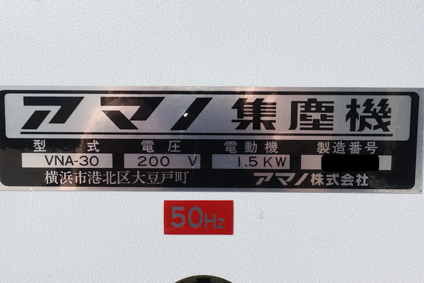 アマノ 集塵機
型式 電圧 電動機 製造番号
VNA-30 200 V 1.5KW
横浜市港北区大豆戸町 アマノ株式会社
50Hz